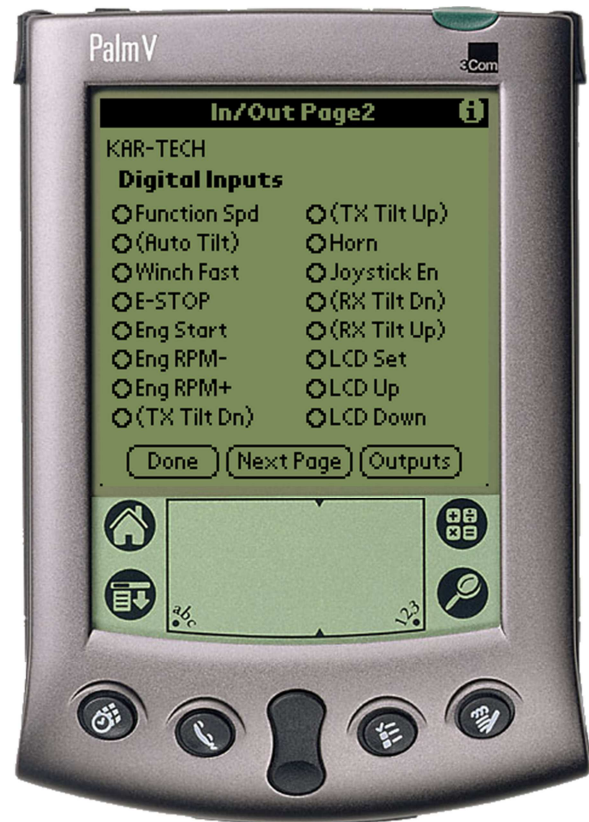 Palm V
3Com
In/Out Page2
i
KAR-TECH
Digital Inputs
Function Spd
(TX Tilt Up)
(Auto Tilt)
Horn
Winch Fast
Joystick En
E-STOP
(RX Tilt Dn)
Eng Start
(RX Tilt Up)
Eng RPM-
LCD Set
Eng RPM+
LCD Up
(TX Tilt Dn)
LCD Down
Done
Next Page
Outputs
abc
123